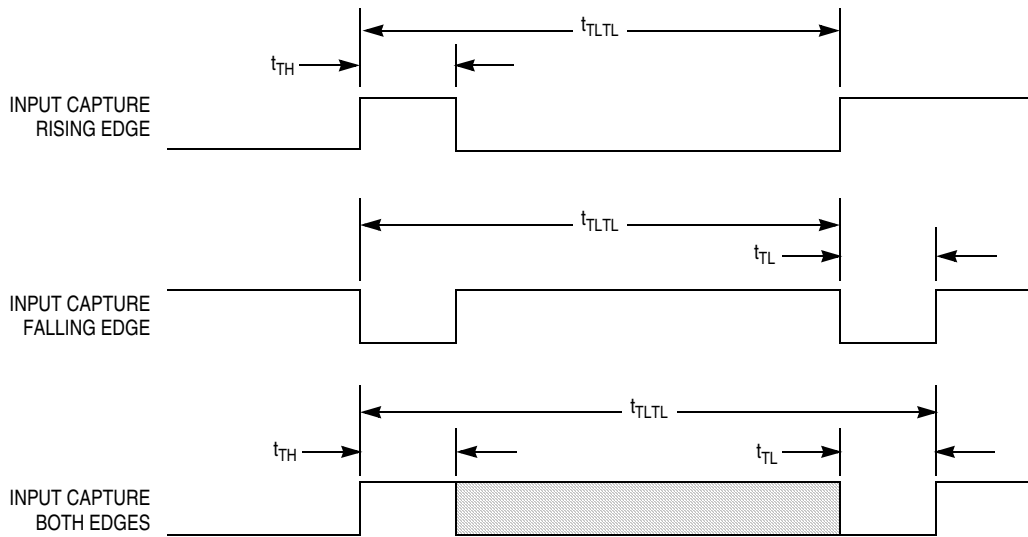 tTLTL
tTH
INPUT CAPTURE
RISING EDGE
tTLTL
tTL
INPUT CAPTURE
FALLING EDGE
tTLTL
tTH
tTL
INPUT CAPTURE
BOTH EDGES